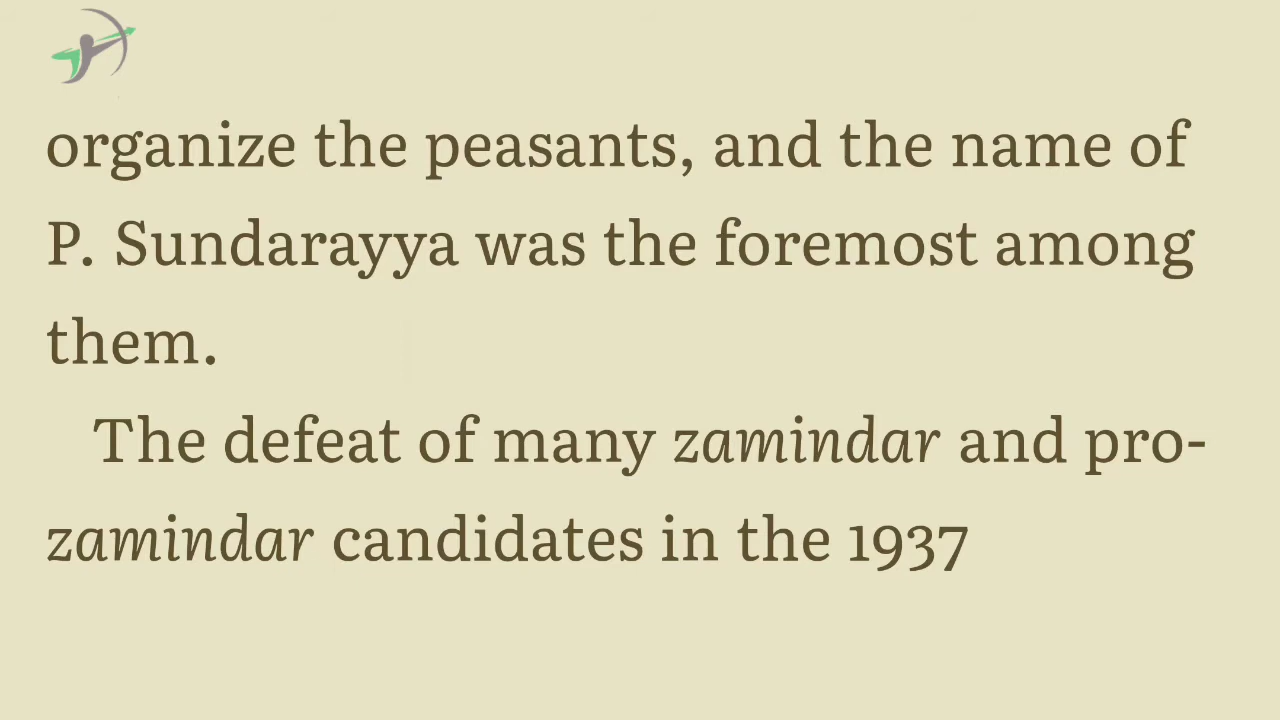 organize the peasants, and the name of
P. Sundarayya was the foremost among
them.
The defeat of many zamindar and pro-
zamindar candidates in the 1937